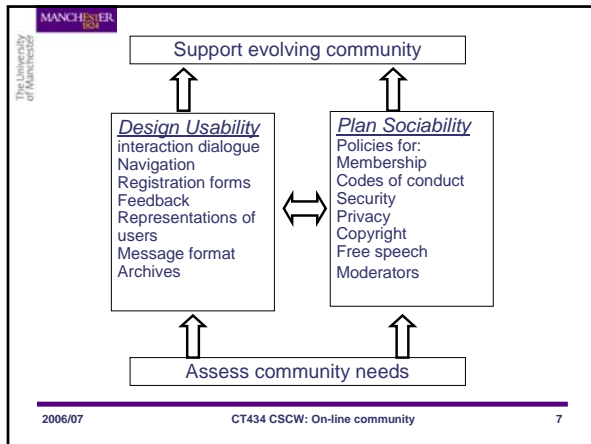 MANCHESTER
1824
The University
of Manchester
Support evolving community
Design Usability
interaction dialogue
Navigation
Registration forms
Feedback
Representations of
users
Message format
Archives
Plan Sociability
Policies for:
Membership
Codes of conduct
Security
Privacy
Copyright
Free speech
Moderators
Assess community needs
2006/07
CT434 CSCW: On-line community
7